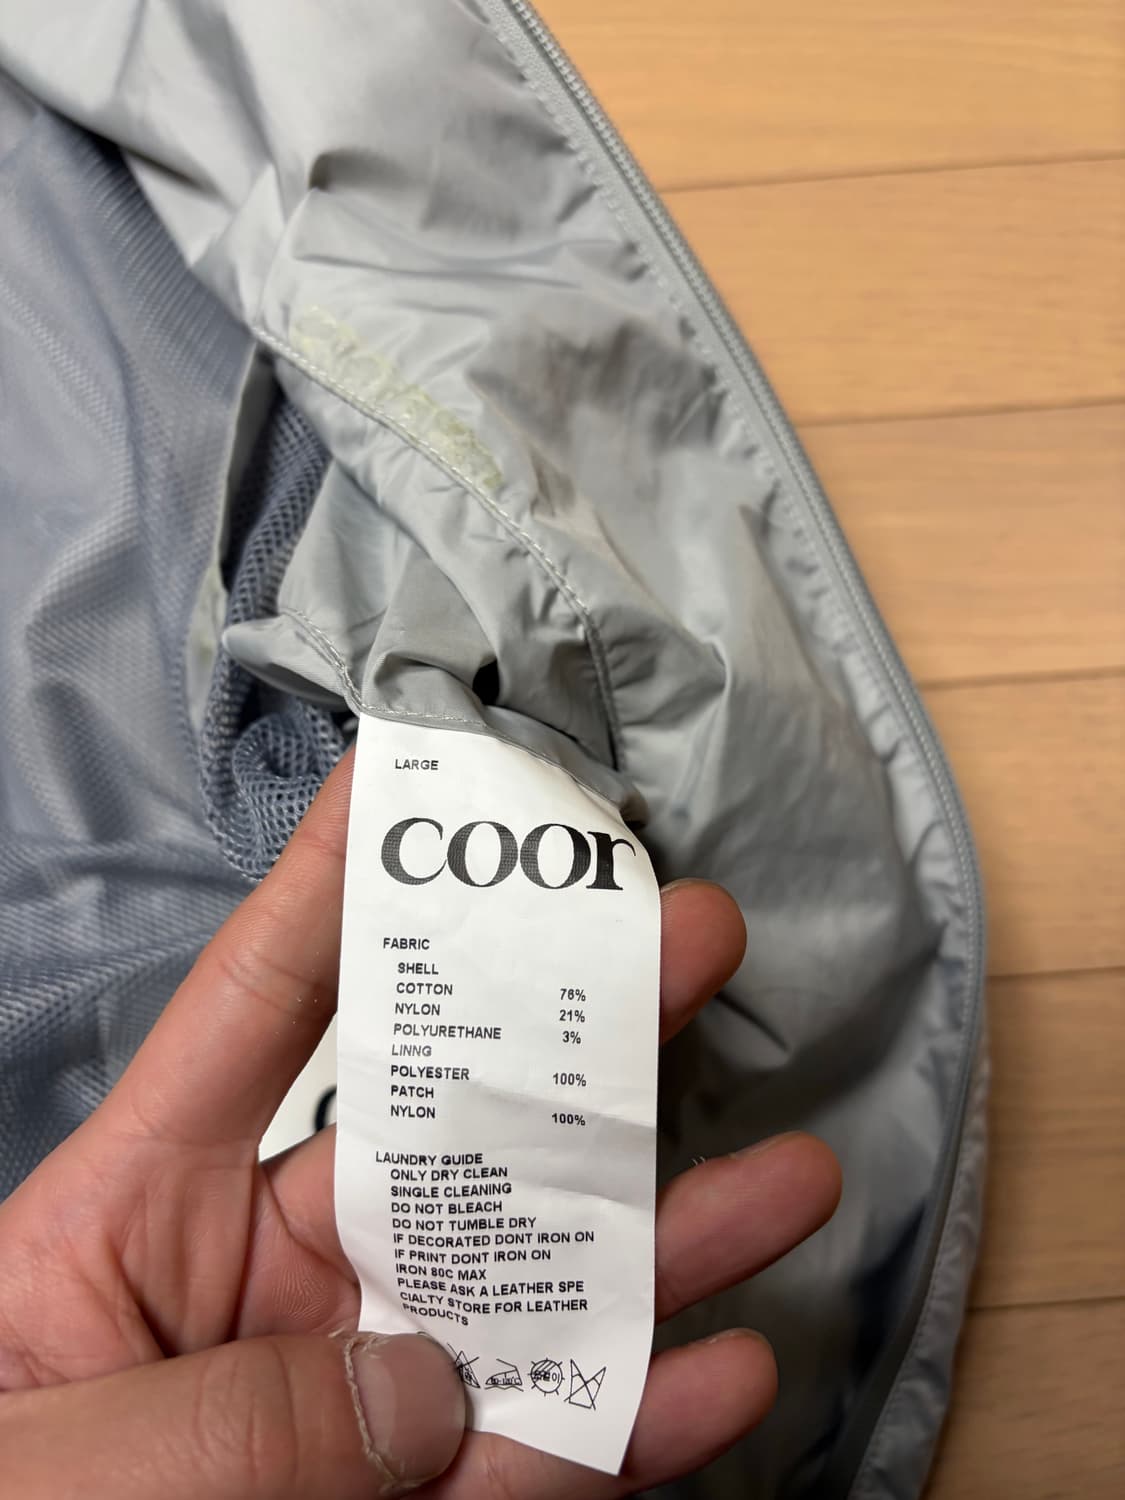 LARGE
coor
FABRIC
SHELL
COTTON 76%
NYLON 21%
POLYURETHANE 3%
LINNG
POLYESTER 100%
PATCH
NYLON 100%
LAUNDRY GUIDE
ONLY DRY CLEAN
SINGLE CLEANING
DO NOT BLEACH
DO NOT TUMBLE DRY
IF DECORATED DONT IRON ON
IF PRINT DONT IRON ON
IRON 80C MAX
PLEASE ASK A LEATHER SPE
CIALTY STORE FOR LEATHER
PRODUCTS